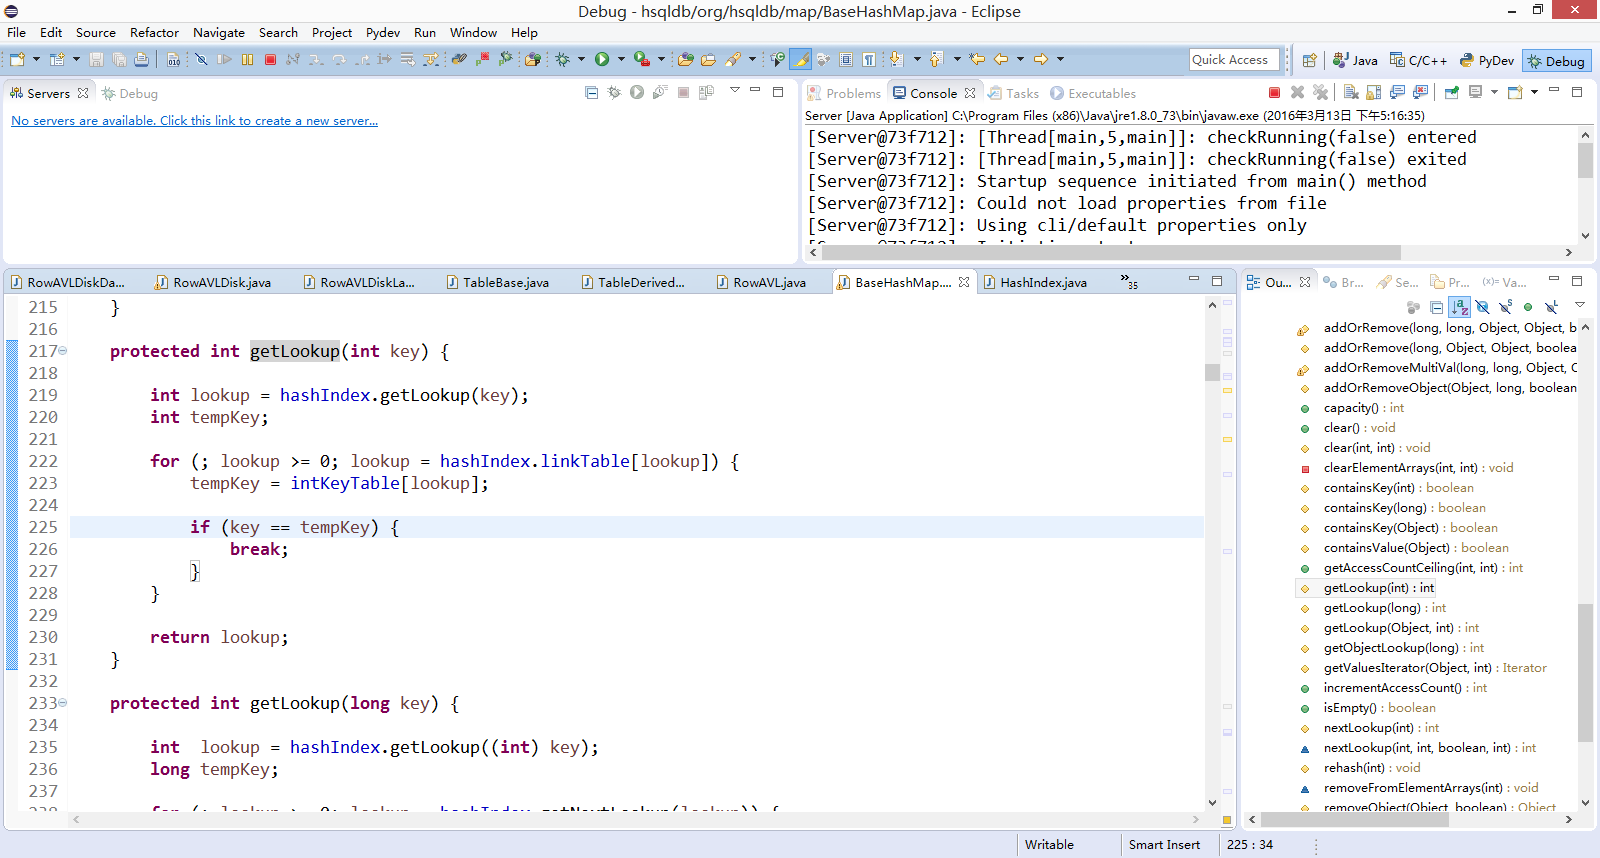 Debug - hsqldb/org/hsqldb/map/BaseHashMap.java - Eclipse
File Edit Source Refactor Navigate Search Project Pydev Run Window Help
Quick Access Java C/C++ PyDev Debug
Servers Debug
No servers are available. Click this link to create a new server...
Problems Console Tasks Executables
Server [Java Application] C:\Program Files (x86)\Java\jre1.8.0_73\bin\javaw.exe (2016年3月13日 下午5:16:35)
[Server@73f712]: [Thread[main,5,main]]: checkRunning(false) entered
[Server@73f712]: [Thread[main,5,main]]: checkRunning(false) exited
[Server@73f712]: Startup sequence initiated from main() method
[Server@73f712]: Could not load properties from file
[Server@73f712]: Using cli/default properties only
RowAVLDiskDa... RowAVLDisk.java RowAVLDiskLa... TableBase.java TableDerived... RowAVL.java BaseHashMap.... HashIndex.java »35
215 }
216
217 protected int getLookup(int key) {
218
219 int lookup = hashIndex.getLookup(key);
220 int tempKey;
221
222 for (; lookup >= 0; lookup = hashIndex.linkTable[lookup]) {
223 tempKey = intKeyTable[lookup];
224
225 if (key == tempKey) {
226 break;
227 }
228 }
229
230 return lookup;
231 }
232
233 protected int getLookup(long key) {
234
235 int  lookup = hashIndex.getLookup((int) key);
236 long tempKey;
237
238 for (; lookup >= 0; lookup = hashIndex.getNextLookup(lookup)) {
Ou... Br... Se... Pr... (x)= Va...
addOrRemove(long, long, Object, Object, b
addOrRemove(long, Object, Object, boolea
addOrRemoveMultiVal(long, long, Object, C
addOrRemoveObject(Object, long, boolean
capacity() : int
clear() : void
clear(int, int) : void
clearElementArrays(int, int) : void
containsKey(int) : boolean
containsKey(long) : boolean
containsKey(Object) : boolean
containsValue(Object) : boolean
getAccessCountCeiling(int, int) : int
getLookup(int) : int
getLookup(long) : int
getLookup(Object, int) : int
getObjectLookup(long) : int
getValuesIterator(Object, int) : Iterator
incrementAccessCount() : int
isEmpty() : boolean
nextLookup(int) : int
nextLookup(int, int, boolean, int) : int
rehash(int) : void
removeFromElementArrays(int) : void
removeObject(Object, boolean) : Object
Writable Smart Insert 225 : 34